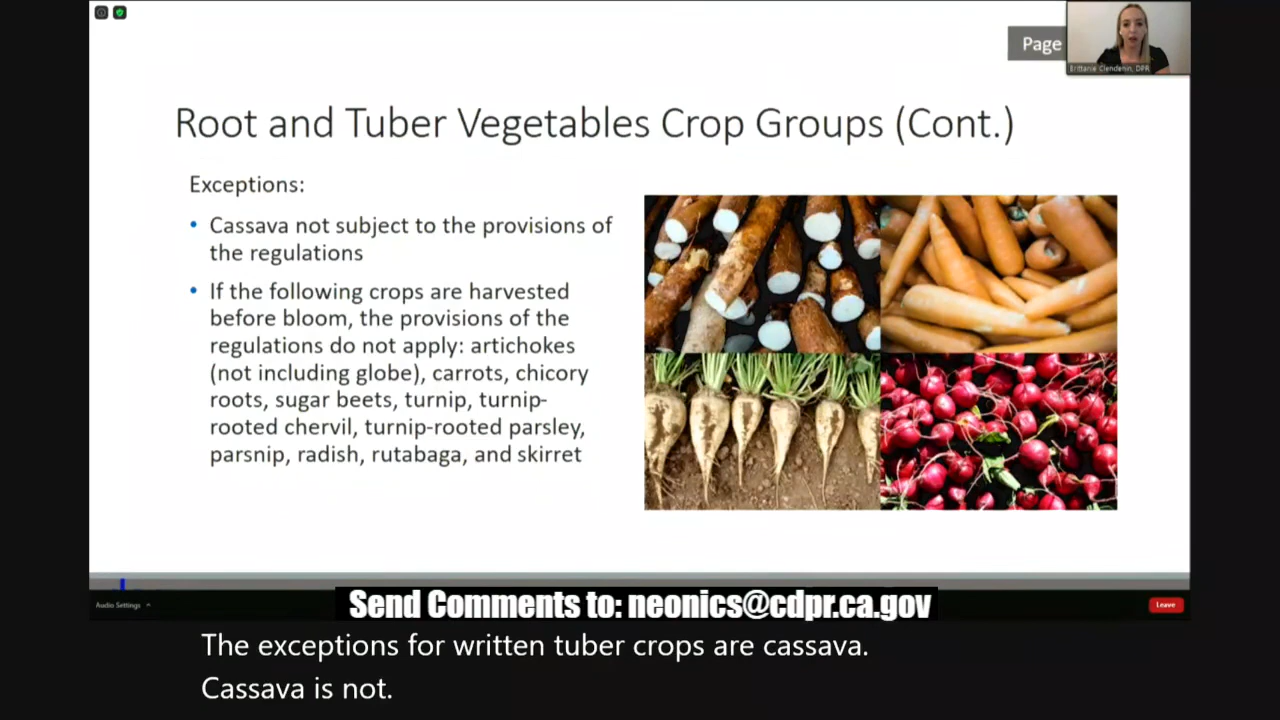 Page
Brittanie Clendenin, DPR
Root and Tuber Vegetables Crop Groups (Cont.)
Exceptions:
• Cassava not subject to the provisions of
the regulations
• If the following crops are harvested
before bloom, the provisions of the
regulations do not apply: artichokes
(not including globe), carrots, chicory
roots, sugar beets, turnip, turnip-
rooted chervil, turnip-rooted parsley,
parsnip, radish, rutabaga, and skirret
Audio Settings
Leave
Send Comments to: neonics@cdpr.ca.gov
The exceptions for written tuber crops are cassava.
Cassava is not.